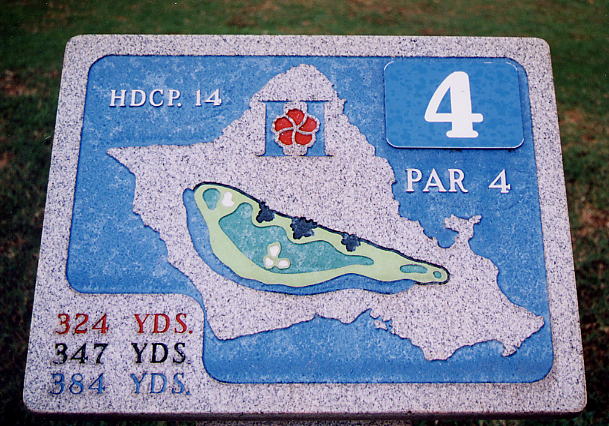 HDCP. 14
4
PAR 4
324 YDS.
347 YDS.
384 YDS.